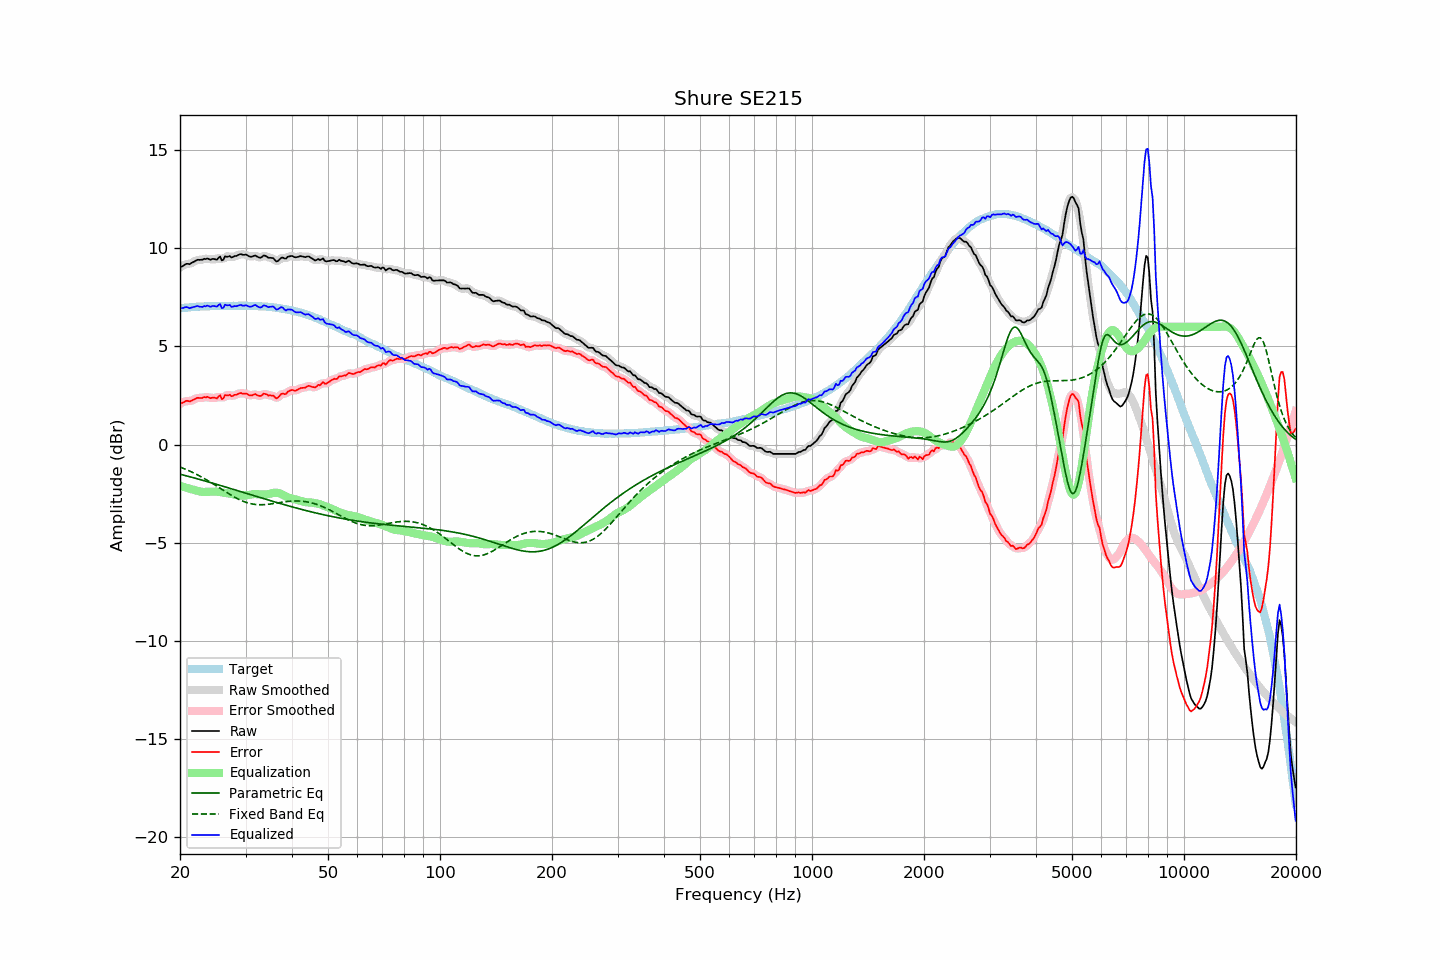 Shure SE215
15
10
5
0
−5
−10
−15
−20
Amplitude (dBr)
Target
Raw Smoothed
Error Smoothed
Raw
Error
Equalization
Parametric Eq
Fixed Band Eq
Equalized
20 50 100 200 500 1000 2000 5000 10000 20000
Frequency (Hz)